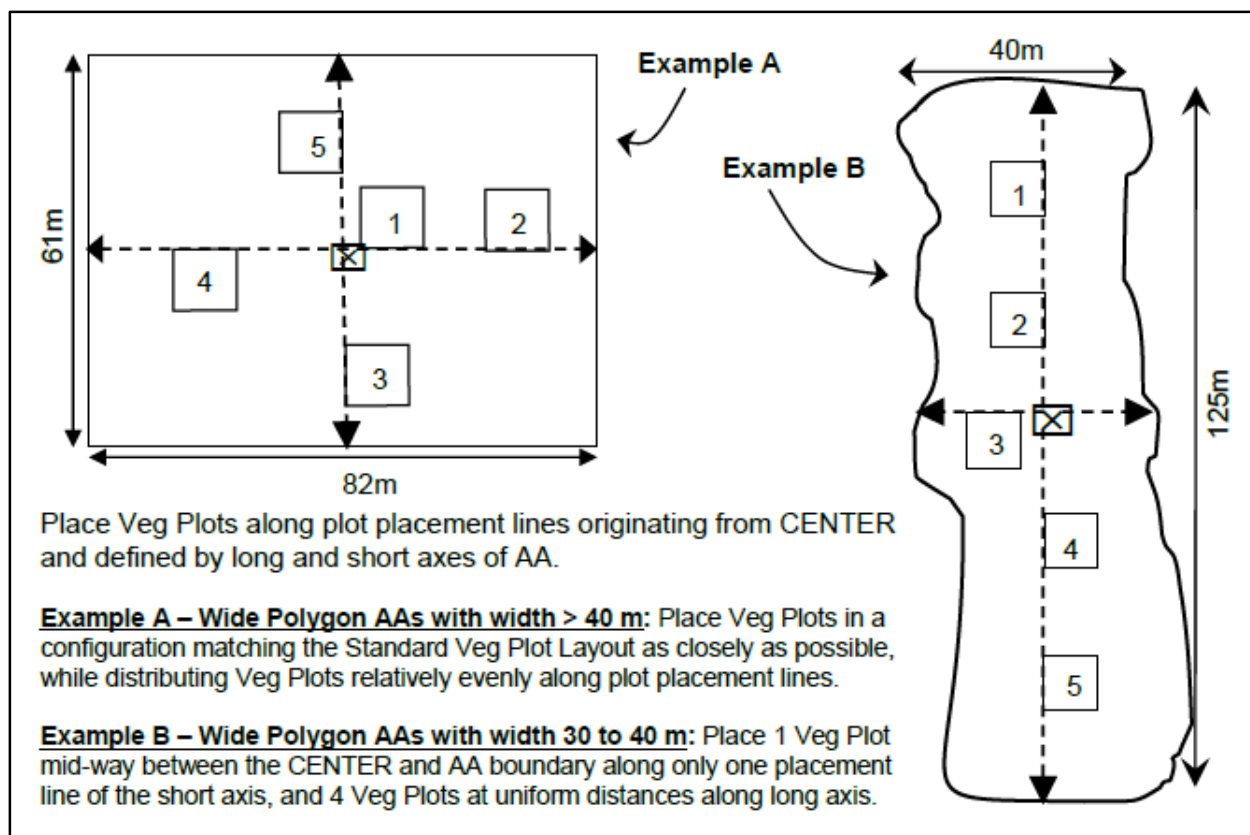 40m
Example A
5
Example B
1
1
2
61m
4
2
3
3
125m
82m
4
5
Place Veg Plots along plot placement lines originating from CENTER
and defined by long and short axes of AA.
Example A – Wide Polygon AAs with width > 40 m: Place Veg Plots in a
configuration matching the Standard Veg Plot Layout as closely as possible,
while distributing Veg Plots relatively evenly along plot placement lines.
Example B – Wide Polygon AAs with width 30 to 40 m: Place 1 Veg Plot
mid-way between the CENTER and AA boundary along only one placement
line of the short axis, and 4 Veg Plots at uniform distances along long axis.